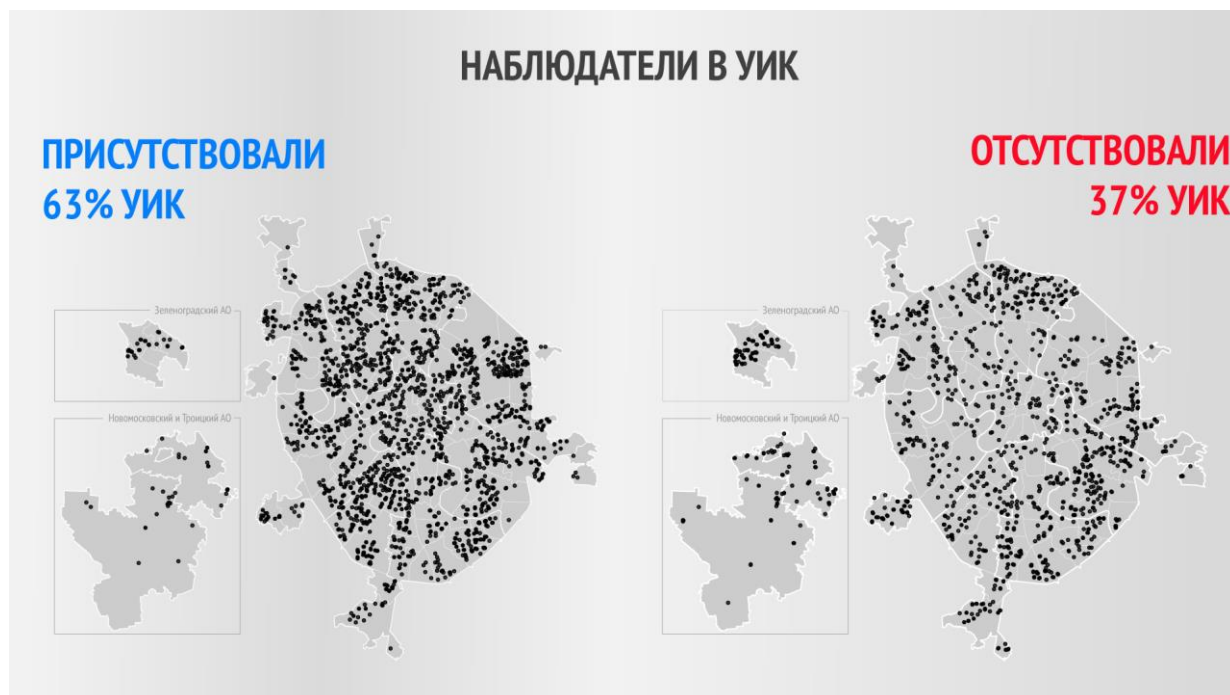 НАБЛЮДАТЕЛИ В УИК
ПРИСУТСТВОВАЛИ
63% УИК
ОТСУТСТВОВАЛИ
37% УИК
Зеленоградский АО
Новомосковский и Троицкий АО
Зеленоградский АО
Новомосковский и Троицкий АО